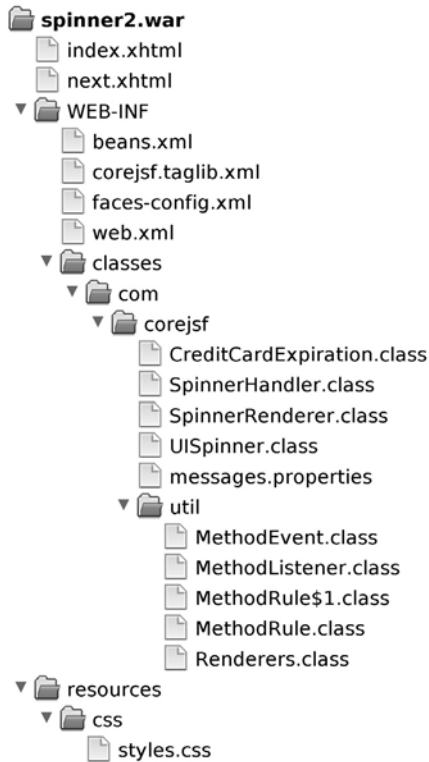 spinner2.war
index.xhtml
next.xhtml
WEB-INF
beans.xml
corejsf.taglib.xml
faces-config.xml
web.xml
classes
com
corejsf
CreditCardExpiration.class
SpinnerHandler.class
SpinnerRenderer.class
UISpinner.class
messages.properties
util
MethodEvent.class
MethodListener.class
MethodRule$1.class
MethodRule.class
Renderers.class
resources
css
styles.css